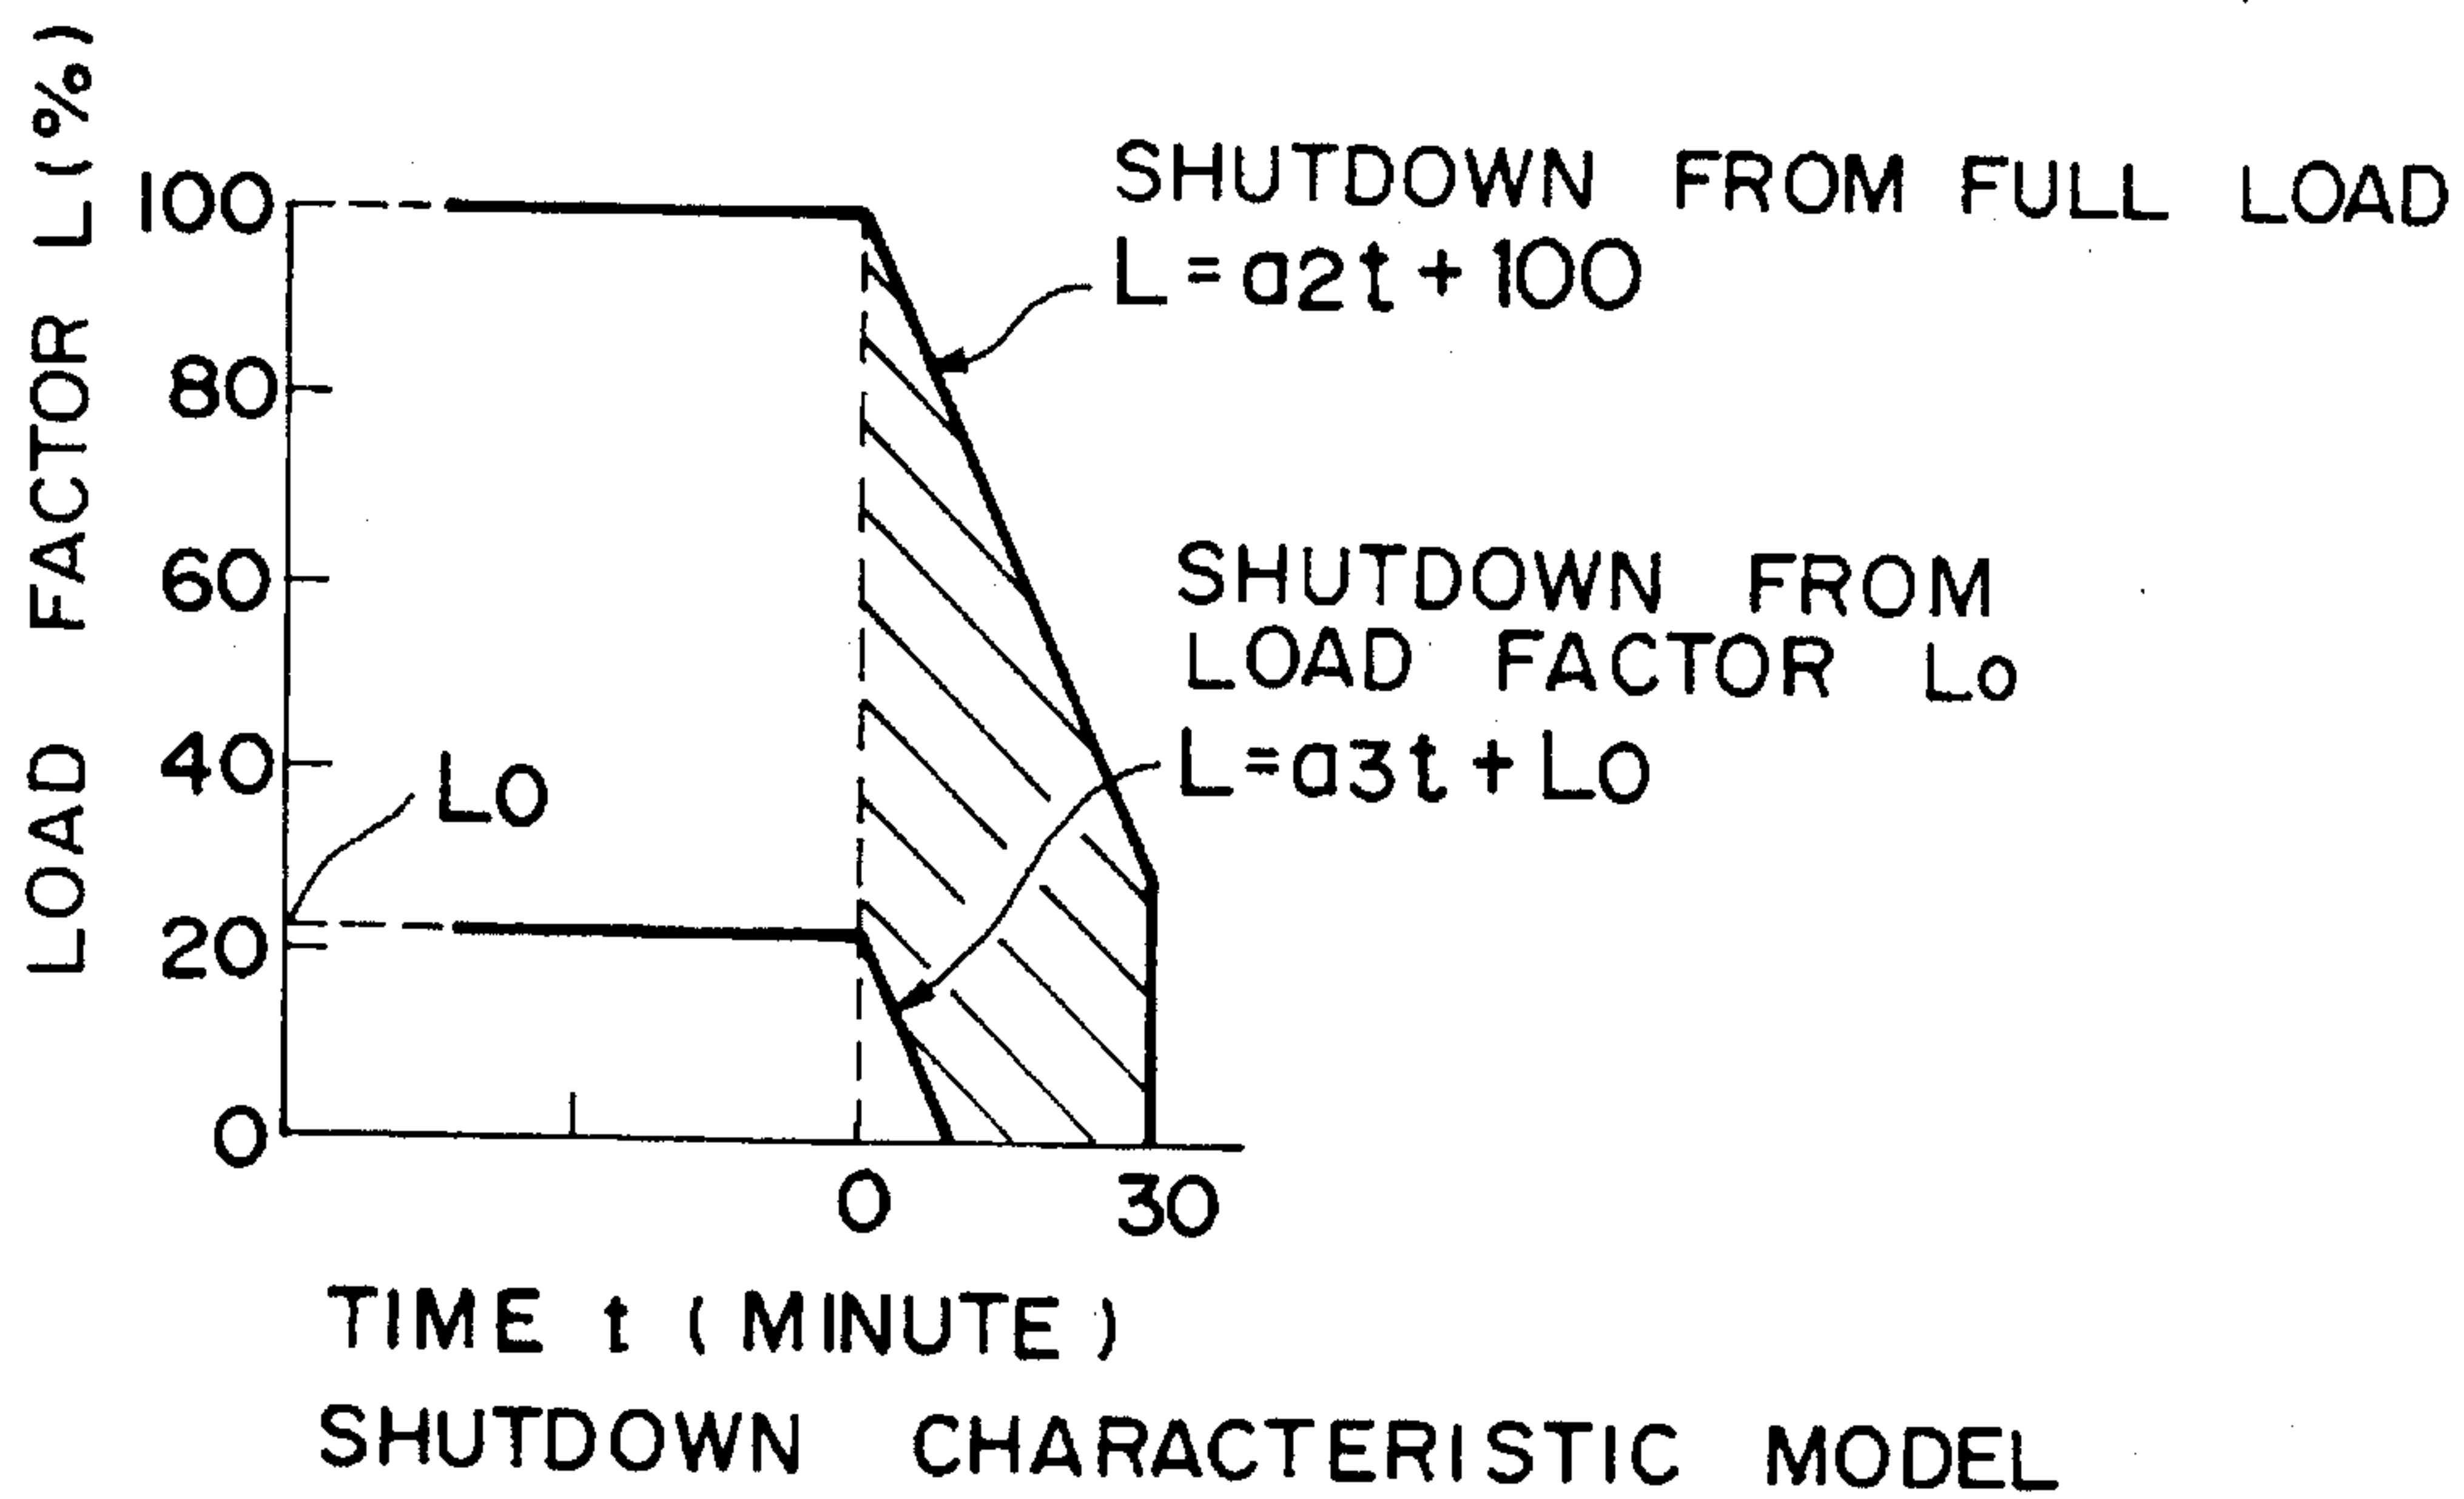 LOAD FACTOR L (%)
100
80
60
40
20
0
Lo
SHUTDOWN FROM FULL LOAD
L=a2t+100
SHUTDOWN FROM
LOAD FACTOR Lo
L=a3t+Lo
0 30
TIME t (MINUTE)
SHUTDOWN CHARACTERISTIC MODEL